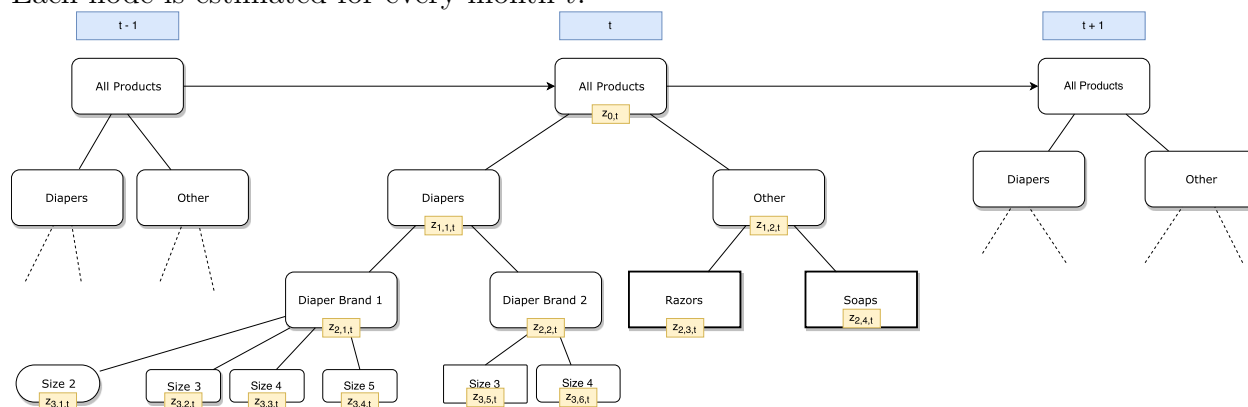 Each node is estimated for every month t.
t - 1
t
t + 1
All Products
All Products
All Products
z0,t
Diapers
Other
Diapers
Other
Diapers
Other
z1,1,t
z1,2,t
Diaper Brand 1
Diaper Brand 2
Razors
Soaps
z2,1,t
z2,2,t
z2,3,t
z2,4,t
Size 2
Size 3
Size 4
Size 5
Size 3
Size 4
z3,1,t
z3,2,t
z3,3,t
z3,4,t
z3,5,t
z3,6,t